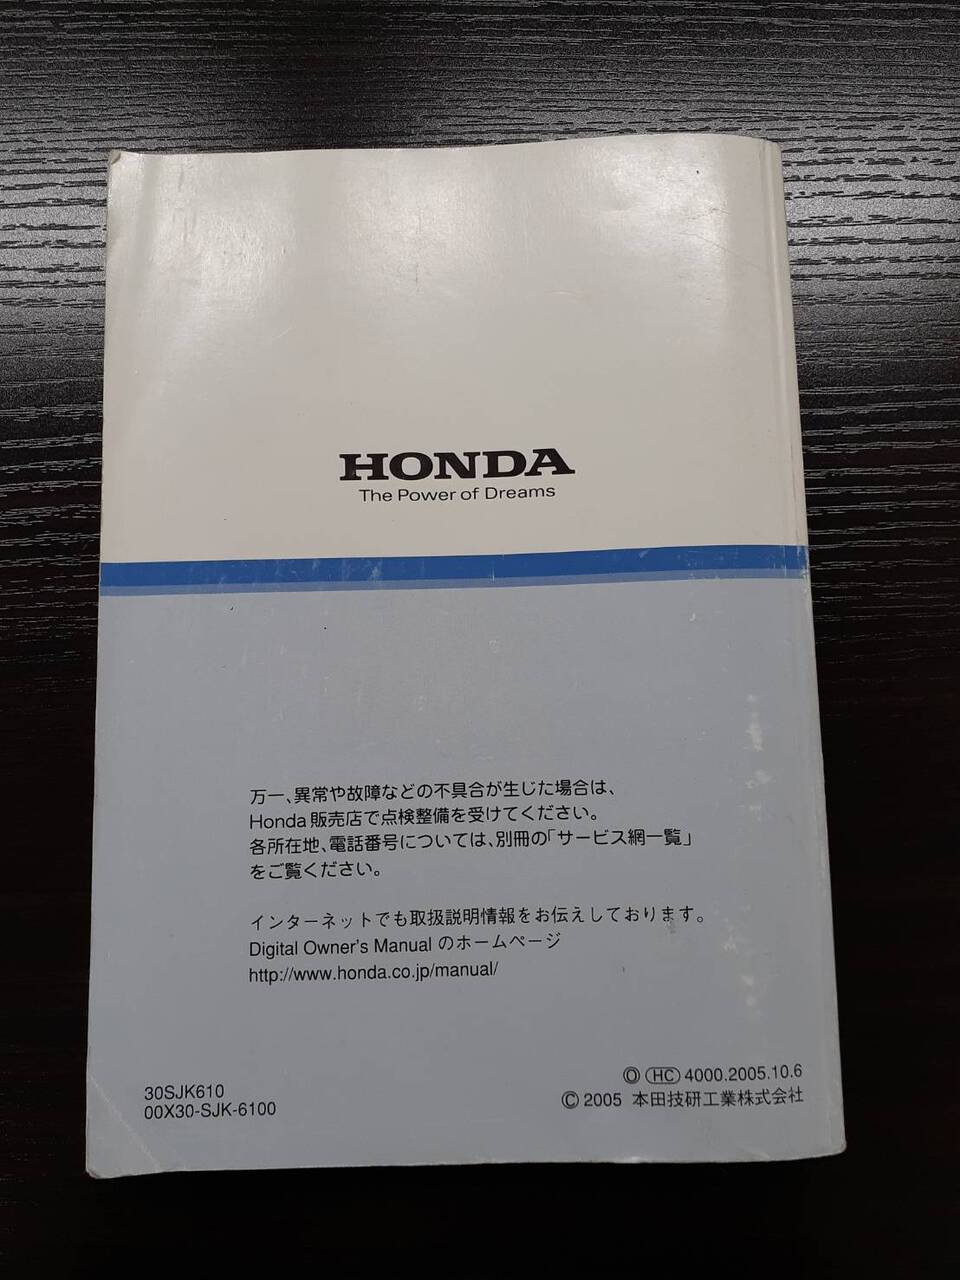 HONDA
The Power of Dreams
万一、異常や故障などの不具合が生じた場合は、
Honda 販売店で点検整備を受けてください。
各所在地、電話番号については、別冊の「サービス網一覧」
をご覧ください。
インターネットでも取扱説明情報をお伝えしております。
Digital Owner's Manual のホームページ
http://www.honda.co.jp/manual/
30SJK610
00X30-SJK-6100
Ⓞ HC 4000.2005.10.6
© 2005 本田技研工業株式会社